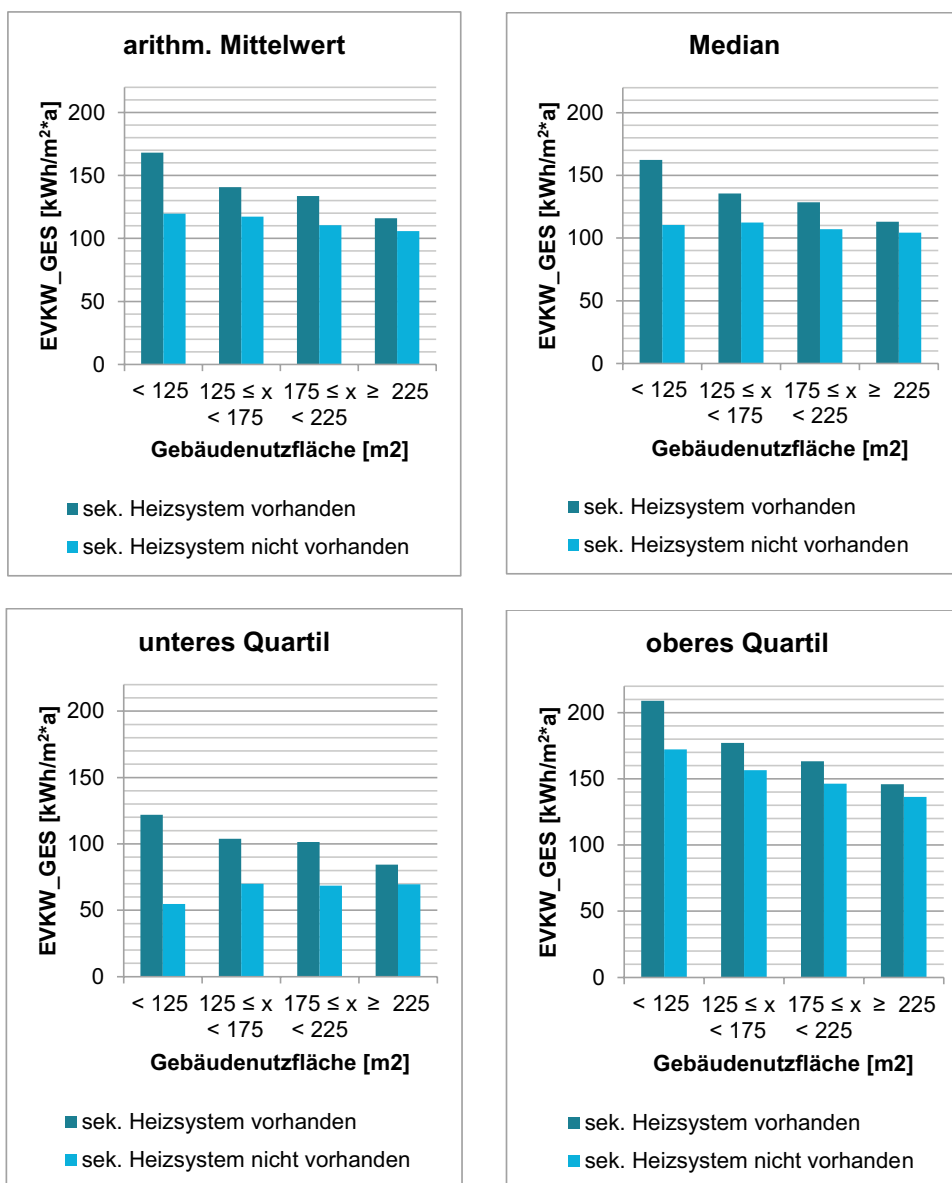 arithm. Mittelwert
EVKW_GES [kWh/m²*a]
200
150
100
50
0
< 125
125 ≤ x < 175
175 ≤ x < 225
≥ 225
Gebäudenutzfläche [m2]
sek. Heizsystem vorhanden
sek. Heizsystem nicht vorhanden
Median
EVKW_GES [kWh/m²*a]
200
150
100
50
0
< 125
125 ≤ x < 175
175 ≤ x < 225
≥ 225
Gebäudenutzfläche [m2]
sek. Heizsystem vorhanden
sek. Heizsystem nicht vorhanden
unteres Quartil
EVKW_GES [kWh/m²*a]
200
150
100
50
0
< 125
125 ≤ x < 175
175 ≤ x < 225
≥ 225
Gebäudenutzfläche [m2]
sek. Heizsystem vorhanden
sek. Heizsystem nicht vorhanden
oberes Quartil
EVKW_GES [kWh/m²*a]
200
150
100
50
0
< 125
125 ≤ x < 175
175 ≤ x < 225
≥ 225
Gebäudenutzfläche [m2]
sek. Heizsystem vorhanden
sek. Heizsystem nicht vorhanden